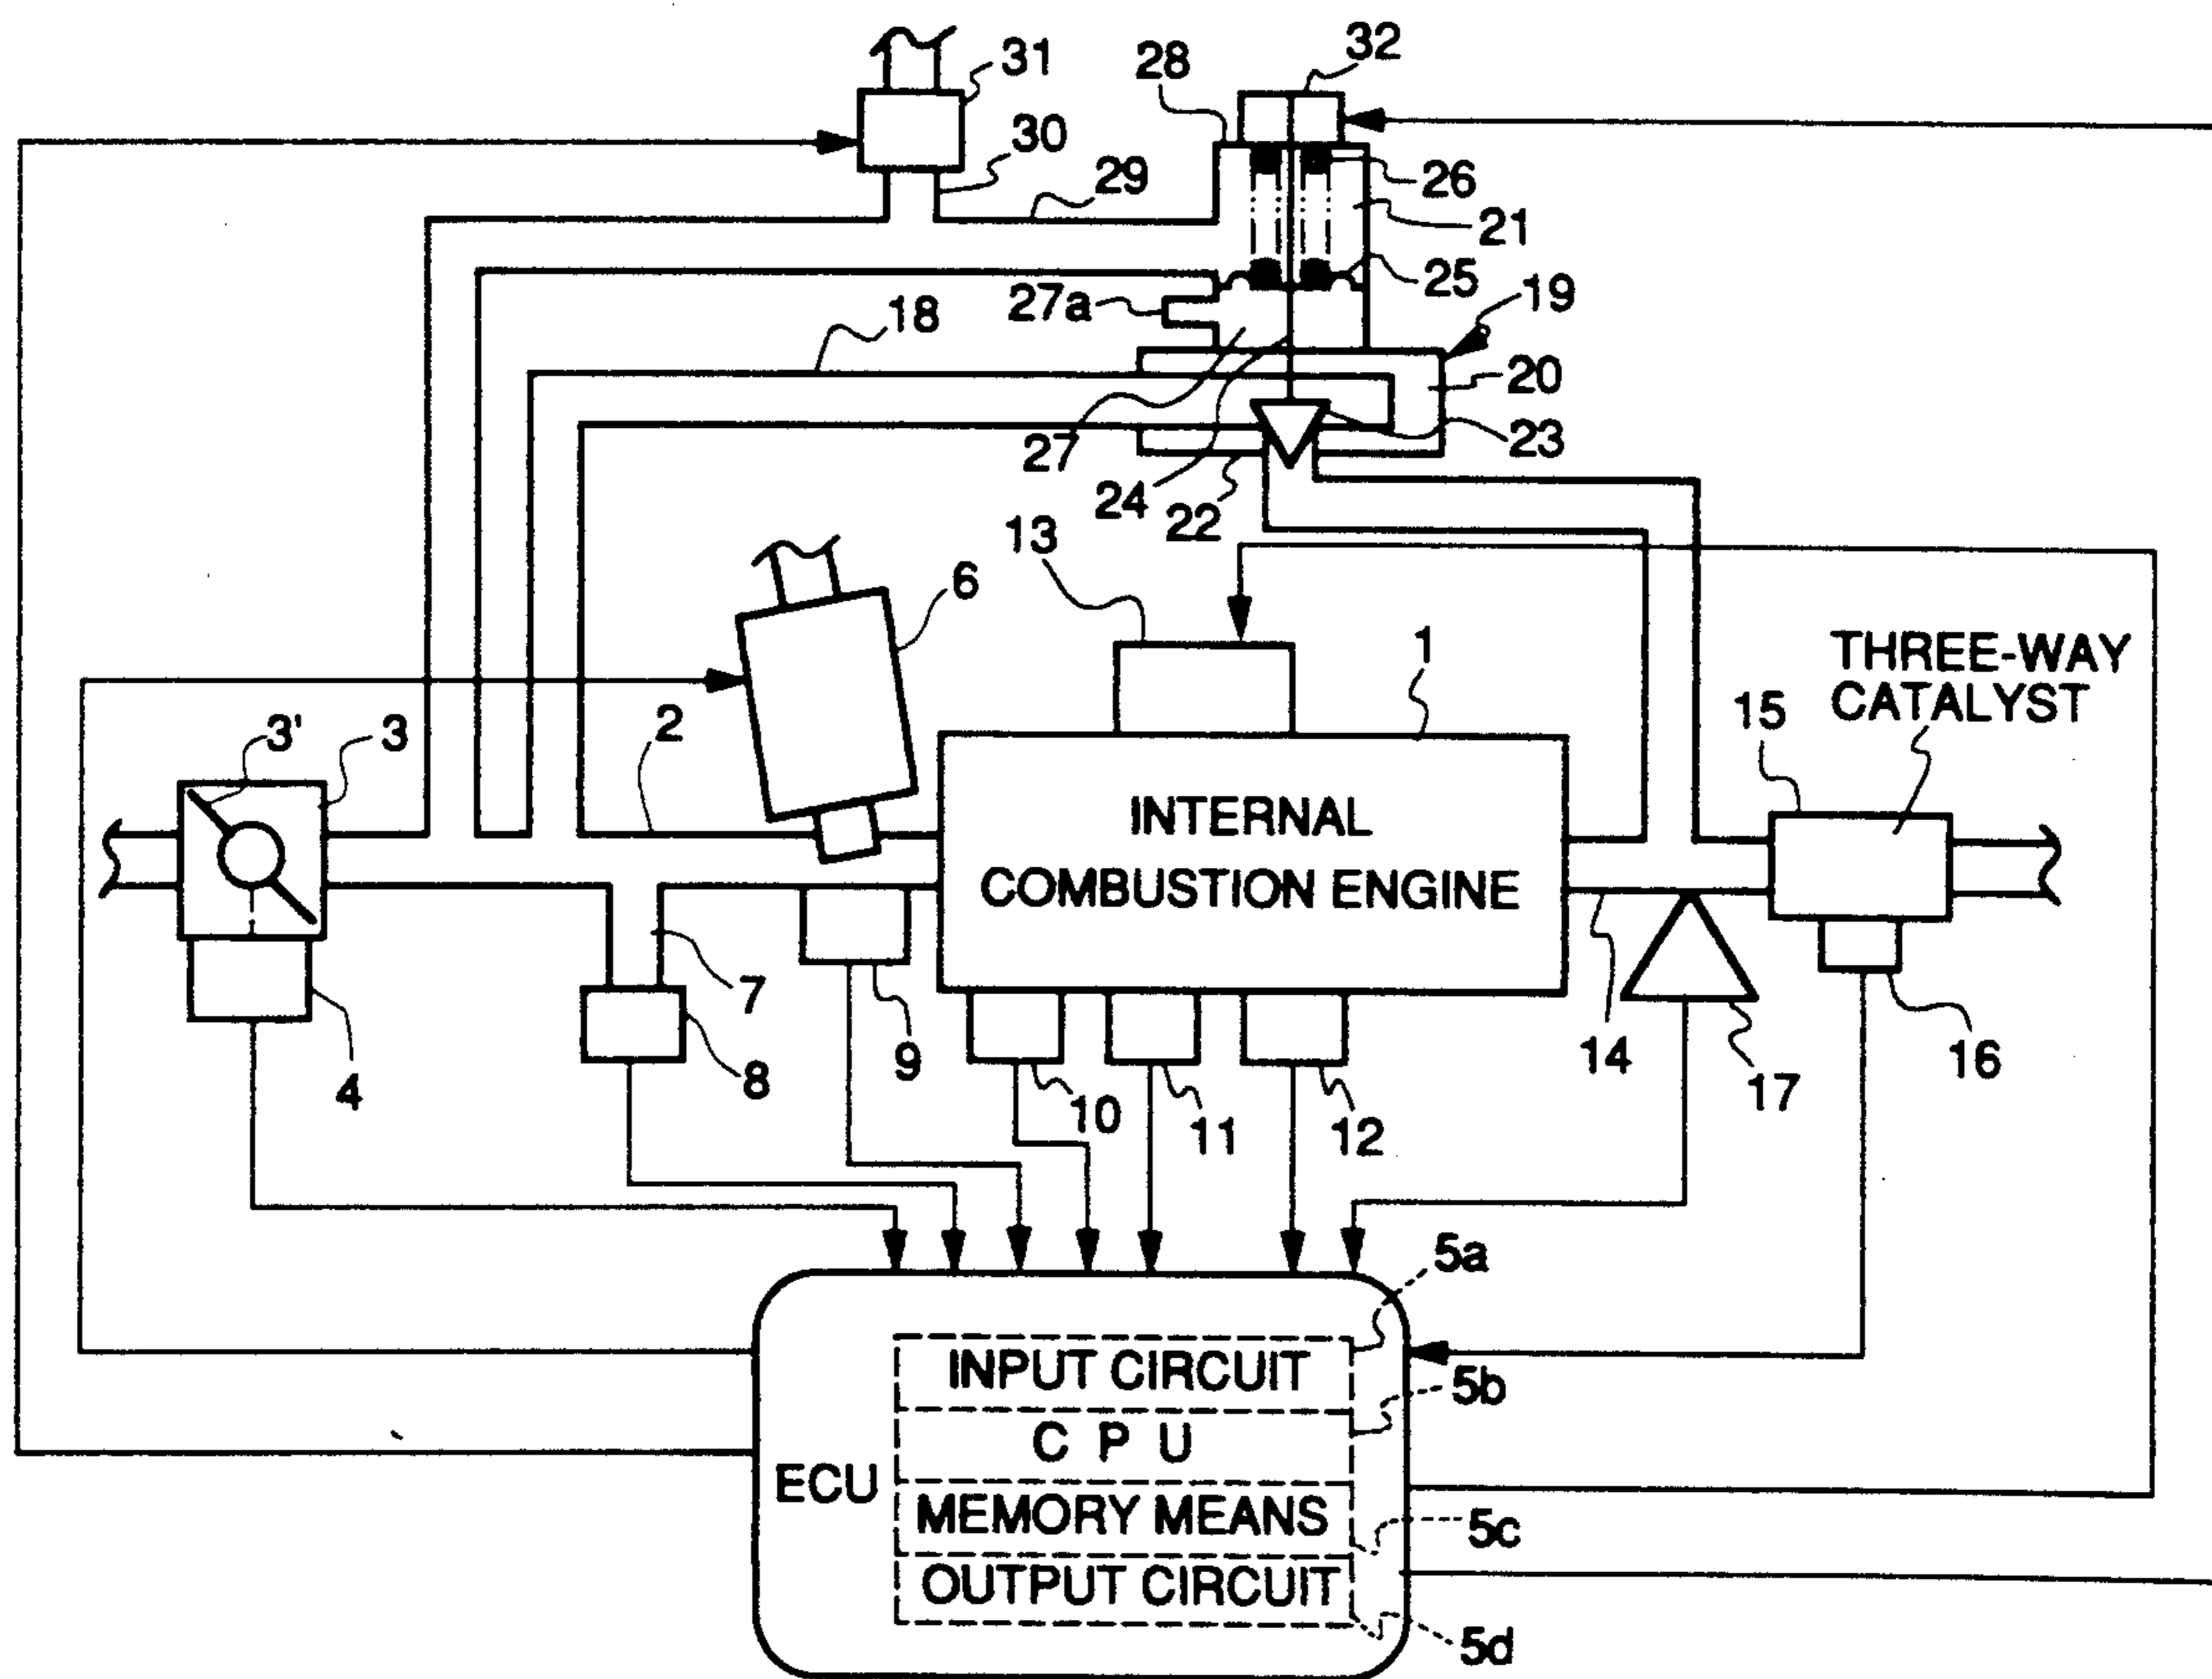 31
28
32
30
29
26
21
25
19
27a
18
20
27
23
24
22
13
6
1
THREE-WAY
CATALYST
15
2
3'
3
INTERNAL
COMBUSTION ENGINE
7
4
8
9
10
11
12
14
17
16
5a
INPUT CIRCUIT
5b
C P U
ECU
MEMORY MEANS
5c
OUTPUT CIRCUIT
5d